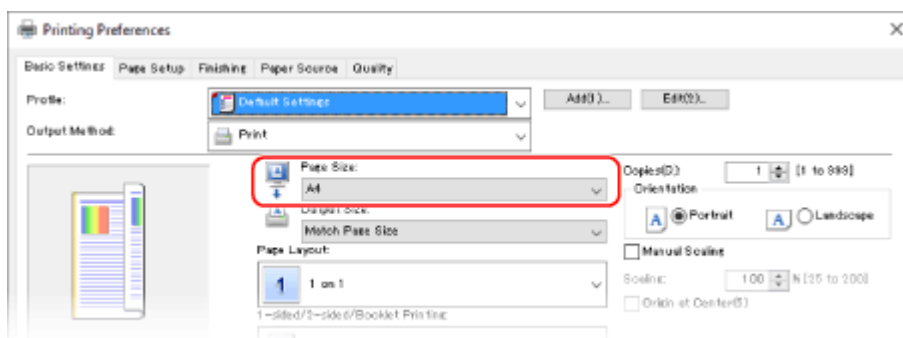 Printing Preferences
Basic Settings Page Setup Finishing Paper Source Quality
Profile: Default Settings Add(1)... Edit(2)...
Output Method: Print
Page Size: Copies(D): 1 [1 to 999]
A4 Orientation
Output Size: A Portrait A Landscape
Match Page Size
Page Layout: Manual Scaling
1 1 on 1 Scaling: 100 % [25 to 200]
Origin at Center(5)
1-sided/2-sided/Booklet Printing: